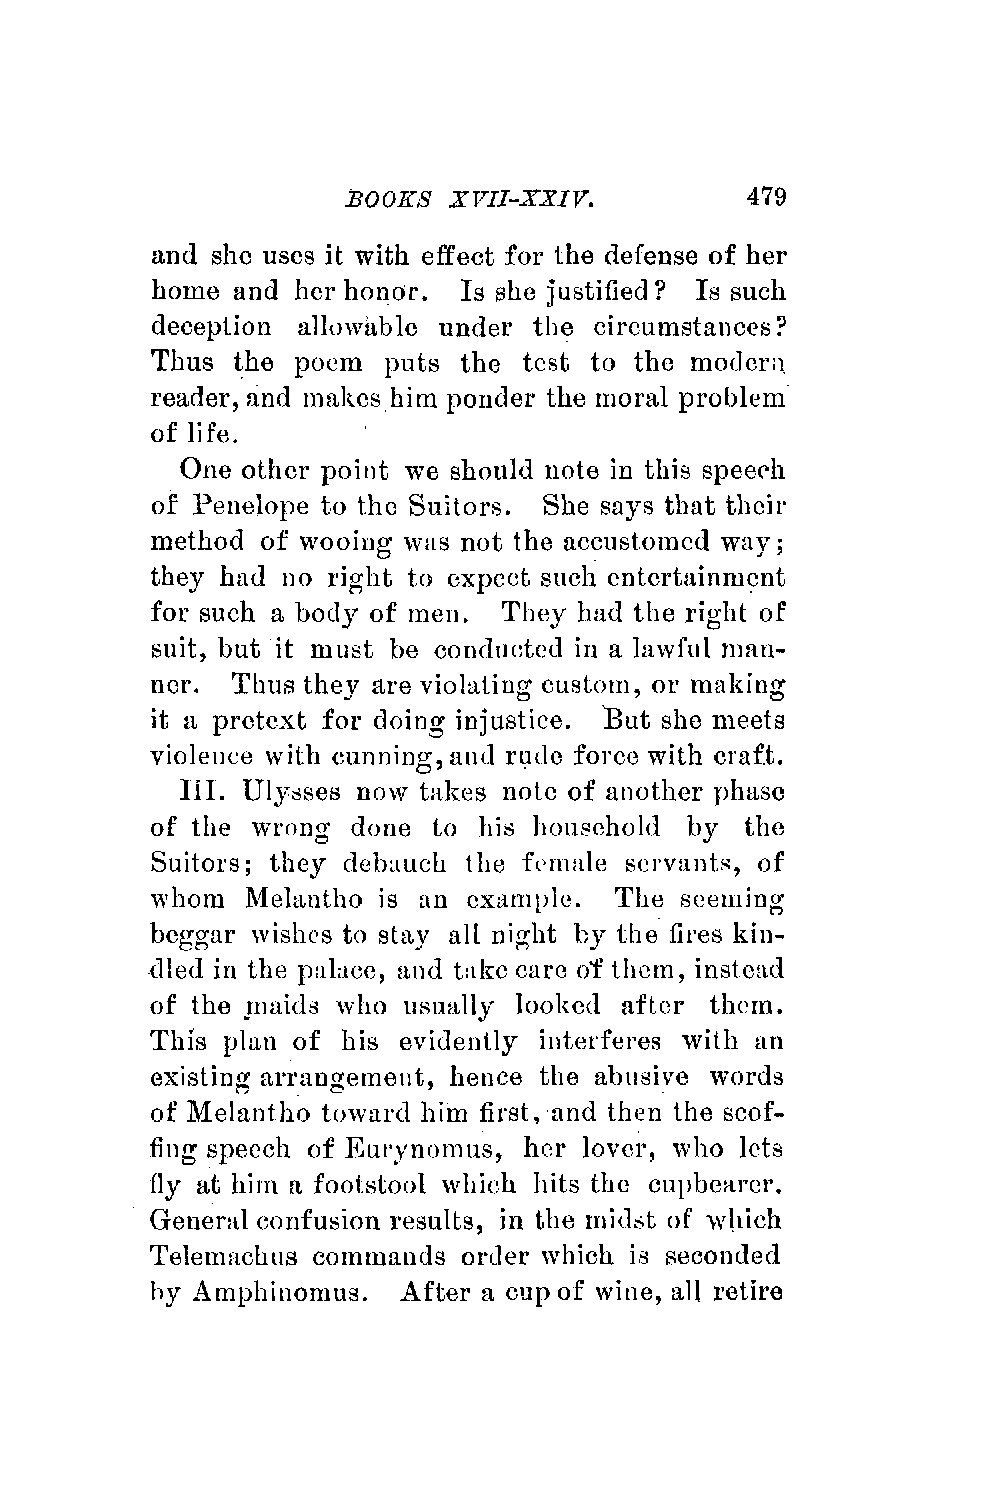 BOOKS XVII-XXIV. 479
and she uses it with effect for the defense of her
home and her honor. Is she justified? Is such
deception allowable under the circumstances?
Thus the poem puts the test to the modern
reader, and makes him ponder the moral problem
of life.
One other point we should note in this speech
of Penelope to the Suitors. She says that their
method of wooing was not the accustomed way;
they had no right to expect such entertainment
for such a body of men. They had the right of
suit, but it must be conducted in a lawful man-
ner. Thus they are violating custom, or making
it a pretext for doing injustice. But she meets
violence with cunning, and rude force with craft.
III. Ulysses now takes note of another phase
of the wrong done to his household by the
Suitors; they debauch the female servants, of
whom Melantho is an example. The seeming
beggar wishes to stay all night by the fires kin-
dled in the palace, and take care of them, instead
of the maids who usually looked after them.
This plan of his evidently interferes with an
existing arrangement, hence the abusive words
of Melantho toward him first, and then the scof-
fing speech of Eurynomus, her lover, who lets
fly at him a footstool which hits the cupbearer.
General confusion results, in the midst of which
Telemachus commands order which is seconded
by Amphinomus. After a cup of wine, all retire